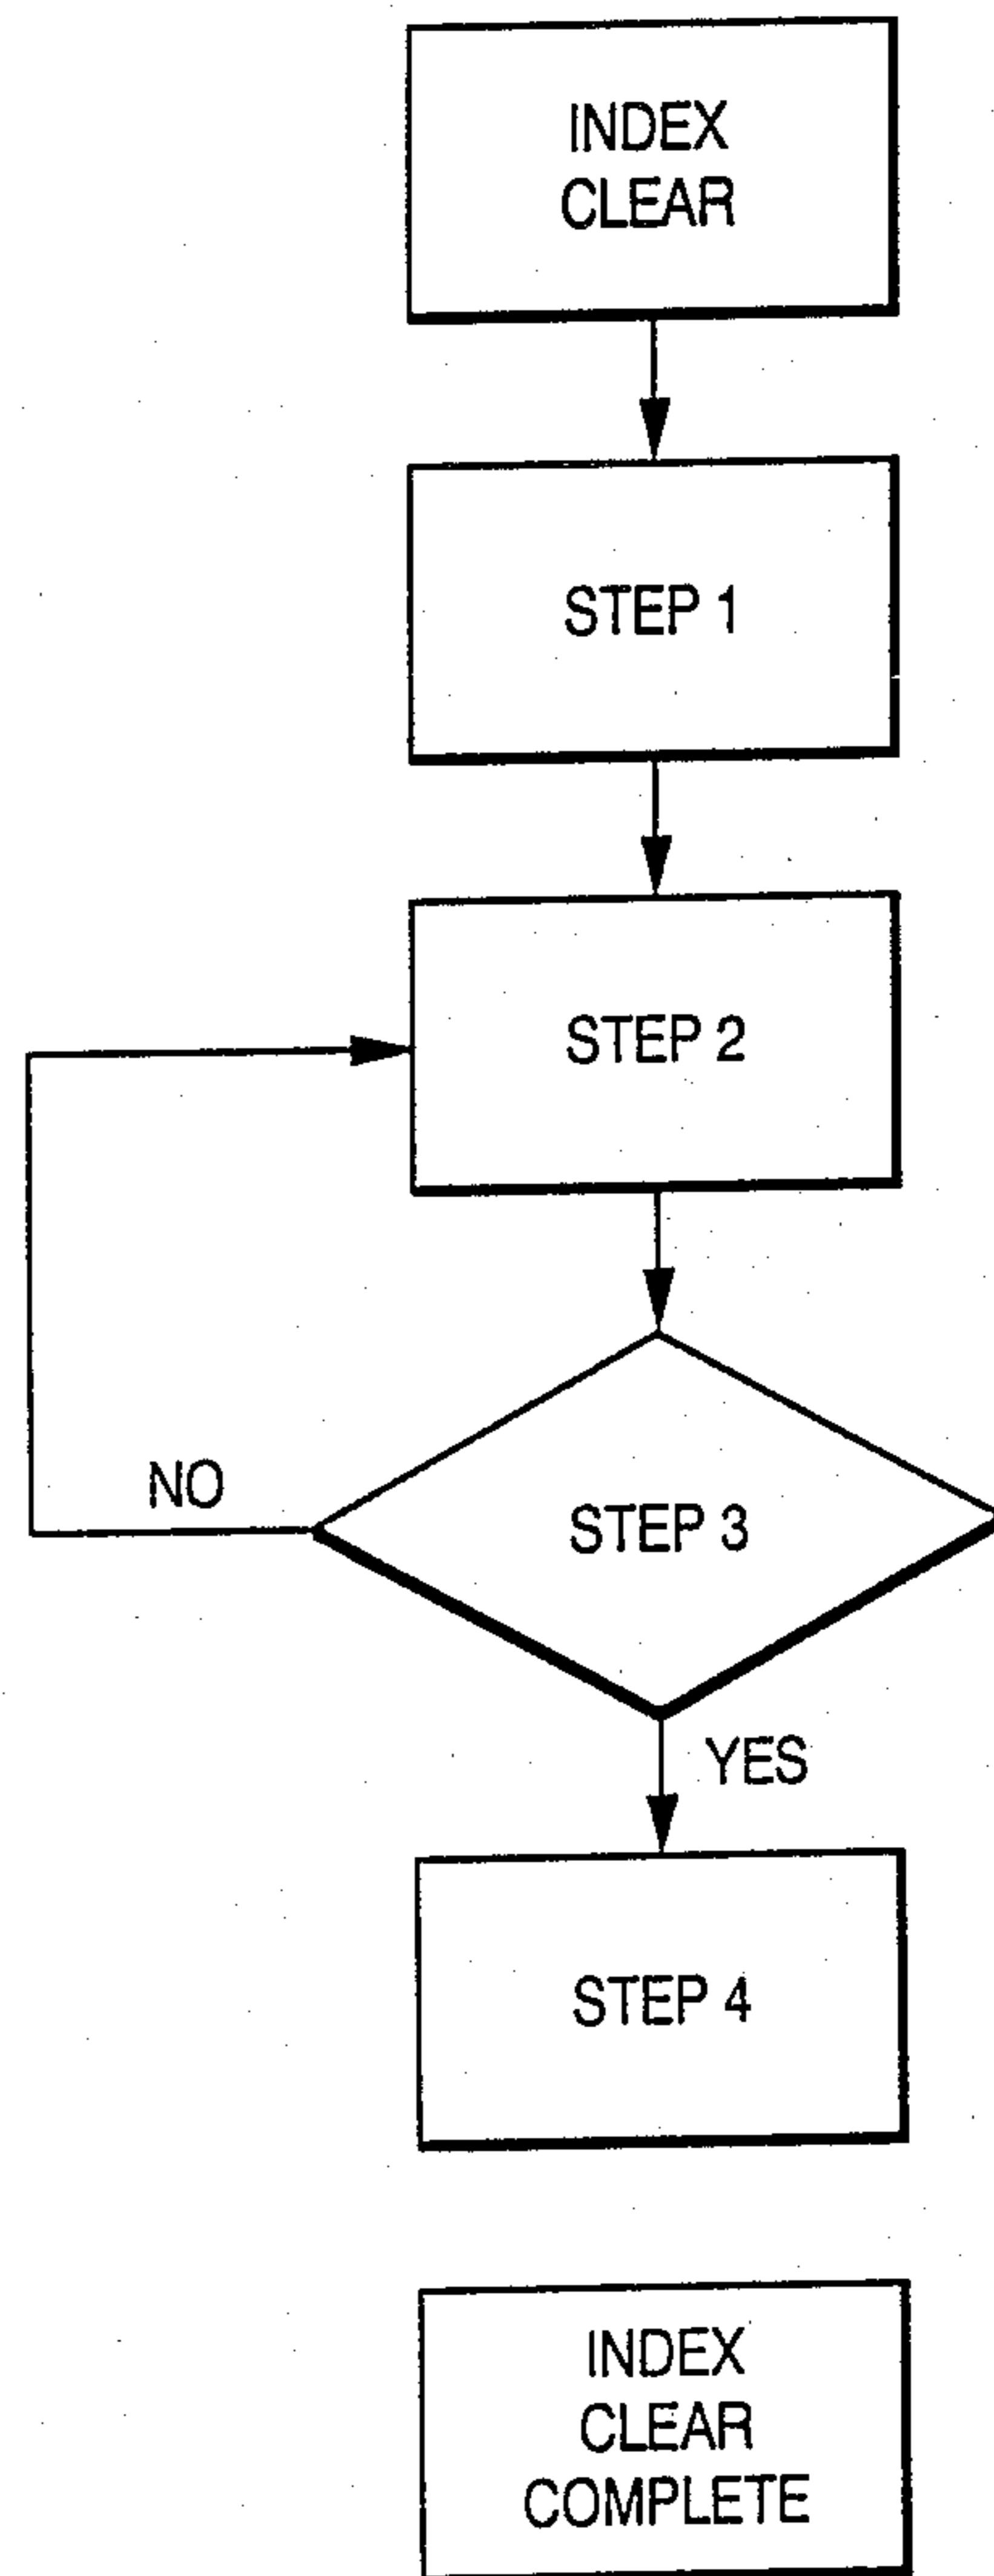 INDEX
CLEAR
STEP 1
STEP 2
NO
STEP 3
YES
STEP 4
INDEX
CLEAR
COMPLETE